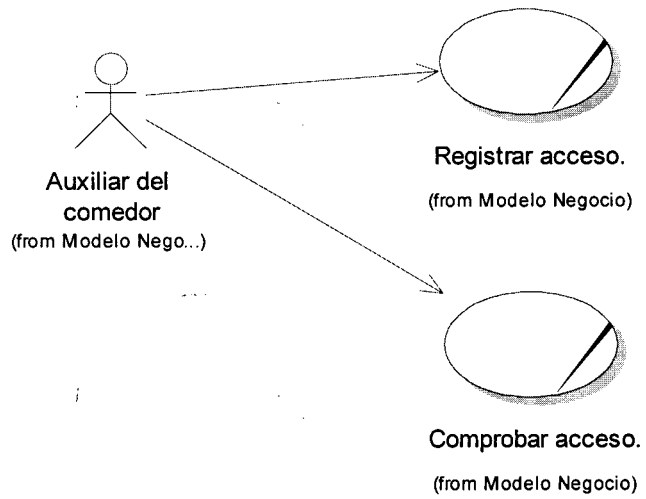 Registrar acceso.
(from Modelo Negocio)
Auxiliar del
comedor
(from Modelo Nego...)
Comprobar acceso.
(from Modelo Negocio)